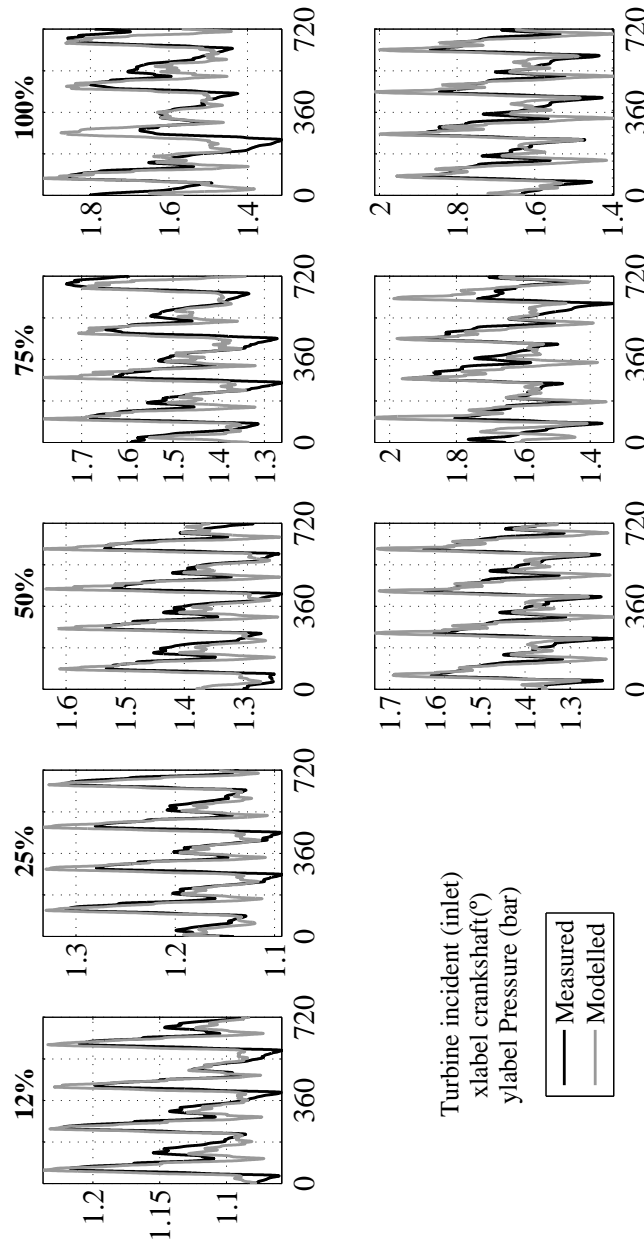 12%
1.2
1.15
1.1
0 360 720
25%
1.3
1.2
1.1
0 360 720
50%
1.6
1.5
1.4
1.3
0 360 720
75%
1.7
1.6
1.5
1.4
1.3
0 360 720
100%
1.8
1.6
1.4
0 360 720
Turbine incident (inlet)
xlabel crankshaft(°)
ylabel Pressure (bar)
Measured
Modelled
1.7
1.6
1.5
1.4
1.3
0 360 720
2
1.8
1.6
1.4
0 360 720
2
1.8
1.6
1.4
0 360 720